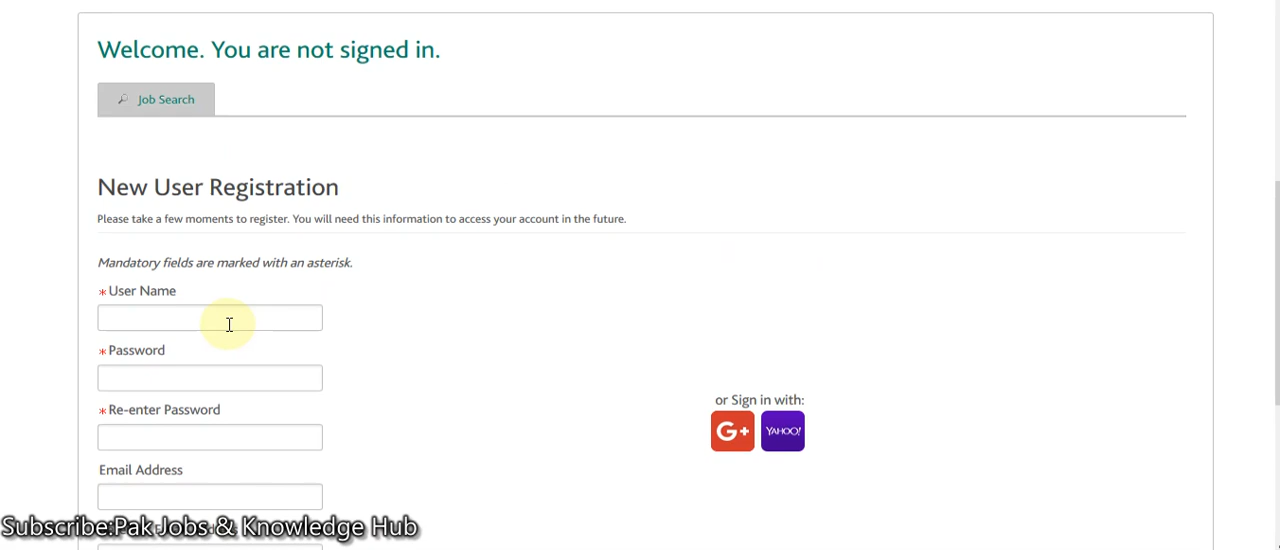 Welcome. You are not signed in.
Job Search
New User Registration
Please take a few moments to register. You will need this information to access your account in the future.
Mandatory fields are marked with an asterisk.
* User Name
* Password
* Re-enter Password
or Sign in with:
G+ YAHOO!
Email Address
Subscribe:Pak Jobs & Knowledge Hub